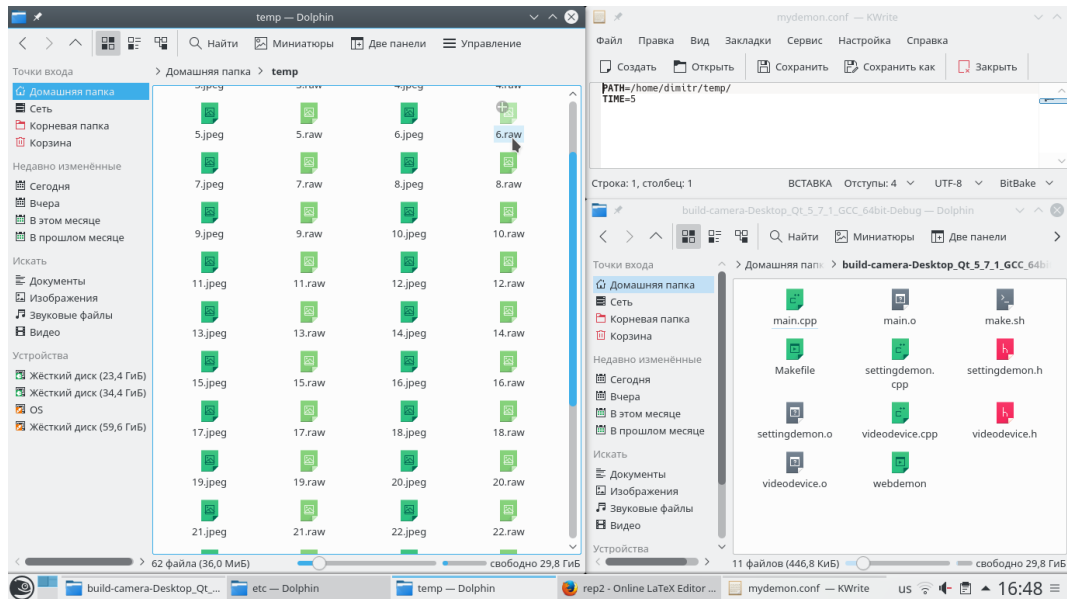 temp — Dolphin
Найти Миниатюры Две панели Управление
Точки входа
Домашняя папка
Сеть
Корневая папка
Корзина
Недавно изменённые
Сегодня
Вчера
В этом месяце
В прошлом месяце
Искать
Документы
Изображения
Звуковые файлы
Видео
Устройства
Жёсткий диск (23,4 ГиБ)
Жёсткий диск (34,4 ГиБ)
OS
Жёсткий диск (59,6 ГиБ)
> Домашняя папка > temp
5.jpeg 5.raw 6.jpeg 6.raw
7.jpeg 7.raw 8.jpeg 8.raw
9.jpeg 9.raw 10.jpeg 10.raw
11.jpeg 11.raw 12.jpeg 12.raw
13.jpeg 13.raw 14.jpeg 14.raw
15.jpeg 15.raw 16.jpeg 16.raw
17.jpeg 17.raw 18.jpeg 18.raw
19.jpeg 19.raw 20.jpeg 20.raw
21.jpeg 21.raw 22.jpeg 22.raw
62 файла (36,0 МиБ) свободно 29,8 ГиБ
mydemon.conf — KWrite
Файл Правка Вид Закладки Сервис Настройка Справка
Создать Открыть Сохранить Сохранить как Закрыть
PATH=/home/dimitr/temp/
TIME=5
Строка: 1, столбец: 1 ВСТАВКА Отступы: 4 UTF-8 BitBake
build-camera-Desktop_Qt_5_7_1_GCC_64bit-Debug — Dolphin
Найти Миниатюры Две панели
Точки входа
Домашняя папка
Сеть
Корневая папка
Корзина
Недавно изменённые
Сегодня
Вчера
В этом месяце
В прошлом месяце
Искать
Документы
Изображения
Звуковые файлы
Видео
Устройства
> Домашняя > build-camera-Desktop_Qt_5_7_1_GCC_64
main.cpp main.o make.sh
Makefile settingdemon.cpp settingdemon.h
settingdemon.o videodevice.cpp videodevice.h
videodevice.o webdemon
11 файлов (446,8 КиБ) свободно 29,8 ГиБ
build-camera-Desktop_Qt_... etc — Dolphin temp — Dolphin rep2 - Online LaTeX Editor ... mydemon.conf — KWrite us 16:48